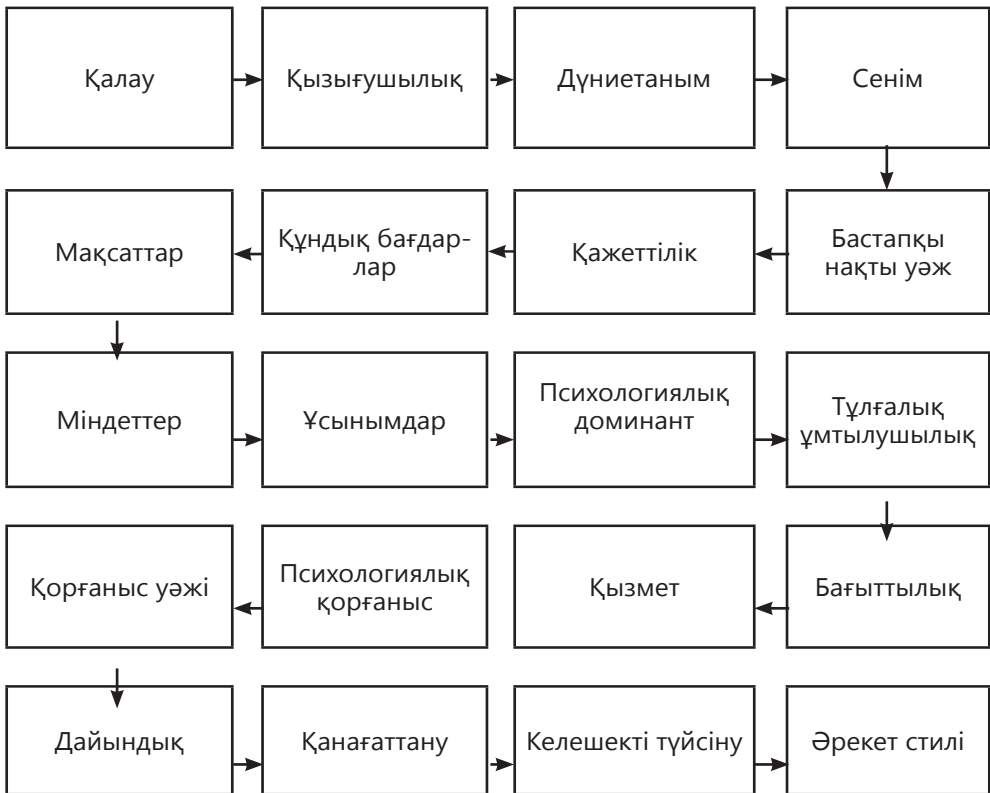 Қалау
Қызығушылық
Дүниетаным
Сенім
Мақсаттар
Құндық бағдар-
лар
Қажеттілік
Бастапқы
нақты уәж
Міндеттер
Ұсынымдар
Психологиялық
доминант
Тұлғалық
ұмтылушылық
Қорғаныс уәжі
Психологиялық
қорғаныс
Қызмет
Бағыттылық
Дайындық
Қанағаттану
Келешекті түйсіну
Әрекет стилі